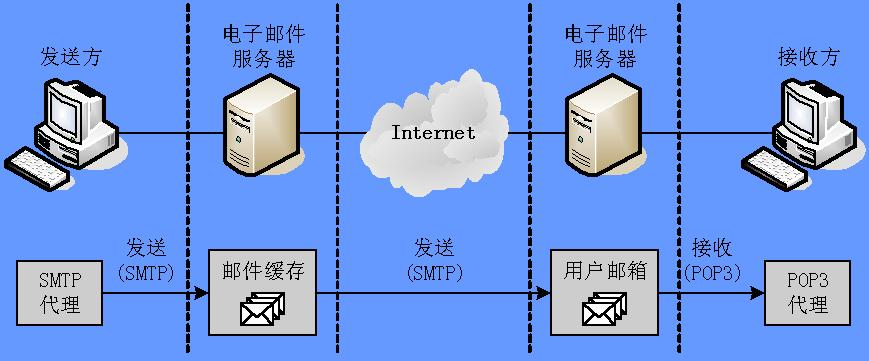 发送方
电子邮件
服务器
Internet
电子邮件
服务器
接收方
SMTP
代理
发送
(SMTP)
邮件缓存
发送
(SMTP)
用户邮箱
接收
(POP3)
POP3
代理